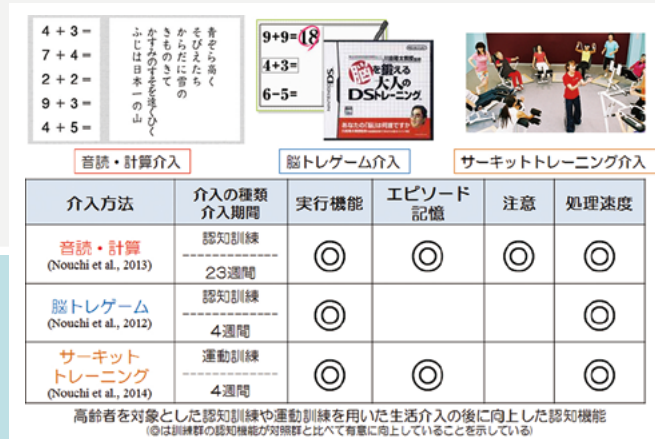 4 + 3 =
7 + 4 =
2 + 2 =
9 + 3 =
4 + 5 =
青ぞら高く
そびえたち
からだに雪の
きものきて
かすみのすそを遠くひく
ふじは日本一の山
9+9=18
4+3=
6-5=
脳を鍛える
大人の
DSトレーニング
あなたの「脳」は何歳ですか
音読・計算介入
脳トレゲーム介入
サーキットトレーニング介入
介入方法
介入の種類
介入期間
実行機能
エピソード
記憶
注意
処理速度
音読・計算
(Nouchi et al., 2013)
認知訓練
23週間
◎ ◎ ◎ ◎
脳トレゲーム
(Nouchi et al., 2012)
認知訓練
4週間
◎ ◎
サーキット
トレーニング
(Nouchi et al., 2014)
運動訓練
4週間
◎ ◎ ◎
高齢者を対象とした認知訓練や運動訓練を用いた生活介入の後に向上した認知機能
(◎は訓練群の認知機能が対照群と比べて有意に向上していることを示している)